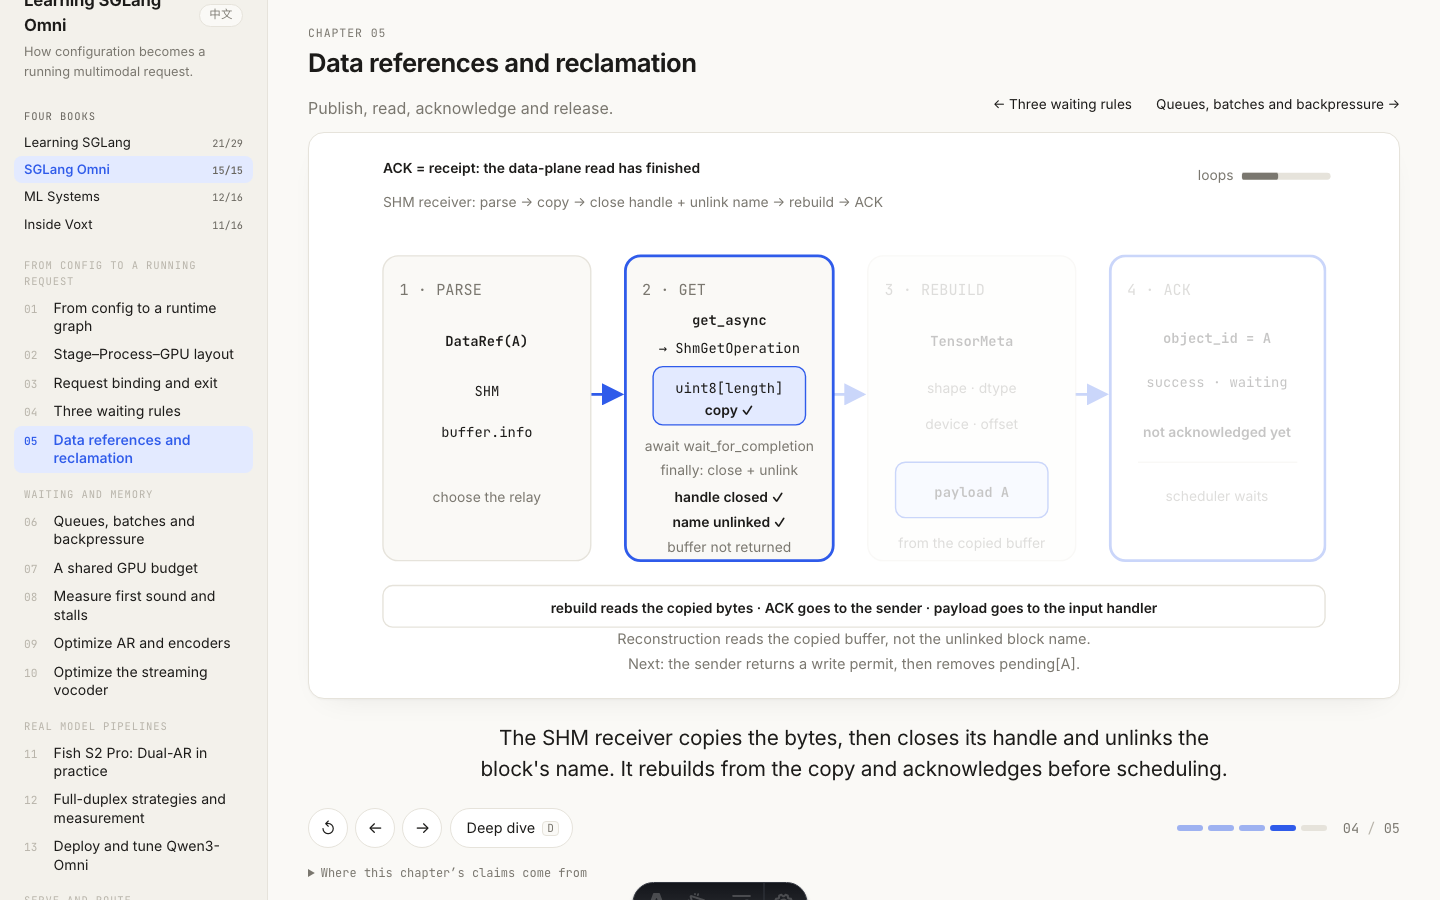 Learning SGLang
Omni
中文
How configuration becomes a
running multimodal request.
FOUR BOOKS
Learning SGLang 21/29
SGLang Omni 15/15
ML Systems 12/16
Inside Voxt 11/16
FROM CONFIG TO A RUNNING
REQUEST
01 From config to a runtime
graph
02 Stage–Process–GPU layout
03 Request binding and exit
04 Three waiting rules
05 Data references and
reclamation
WAITING AND MEMORY
06 Queues, batches and
backpressure
07 A shared GPU budget
08 Measure first sound and
stalls
09 Optimize AR and encoders
10 Optimize the streaming
vocoder
REAL MODEL PIPELINES
11 Fish S2 Pro: Dual-AR in
practice
12 Full-duplex strategies and
measurement
13 Deploy and tune Qwen3-
Omni
SERVE AND ROUTE
CHAPTER 05
Data references and reclamation
Publish, read, acknowledge and release.
← Three waiting rules
Queues, batches and backpressure →
ACK = receipt: the data-plane read has finished
loops
SHM receiver: parse → copy → close handle + unlink name → rebuild → ACK
1 · PARSE
DataRef(A)
SHM
buffer.info
choose the relay
2 · GET
get_async
→ ShmGetOperation
uint8[length]
copy ✓
await wait_for_completion
finally: close + unlink
handle closed ✓
name unlinked ✓
buffer not returned
3 · REBUILD
TensorMeta
shape · dtype
device · offset
payload A
from the copied buffer
4 · ACK
object_id = A
success · waiting
not acknowledged yet
scheduler waits
rebuild reads the copied bytes · ACK goes to the sender · payload goes to the input handler
Reconstruction reads the copied buffer, not the unlinked block name.
Next: the sender returns a write permit, then removes pending[A].
The SHM receiver copies the bytes, then closes its handle and unlinks the
block's name. It rebuilds from the copy and acknowledges before scheduling.
Deep dive D
04 / 05
▶ Where this chapter's claims come from